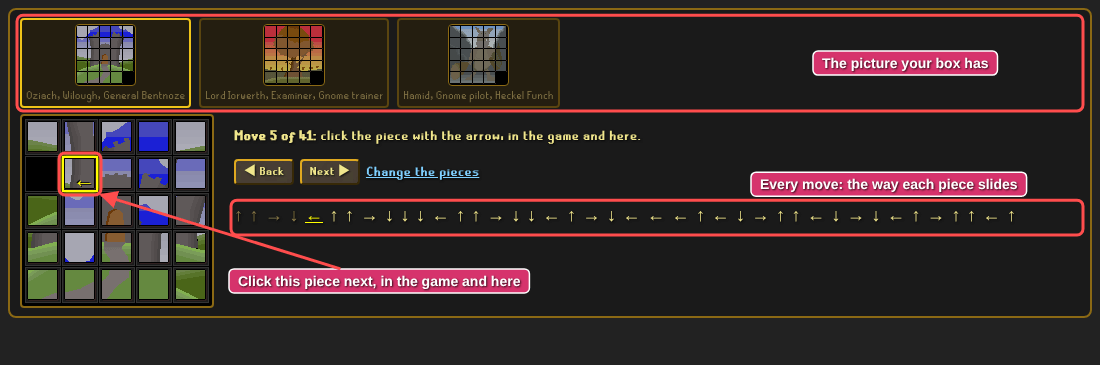 Oziach, Wilough, General Bentnoze
Lord Iorwerth, Examiner, Gnome trainer
Hamid, Gnome pilot, Heckel Funch
The picture your box has
Move 5 of 41: click the piece with the arrow, in the game and here.
◀ Back
Next ▶
Change the pieces
Every move: the way each piece slides
↑ ↑ → ↓ ← ↑ ↑ → ↓ ↓ ↓ ← ↑ ↑ → ↓ ↓ ← ↑ → ↓ ← ← ← ↑ ← ↓ → ↑ ↑ ← ↓ → ↓ ← ↑ → ↑ ↑ ← ↑
←
Click this piece next, in the game and here